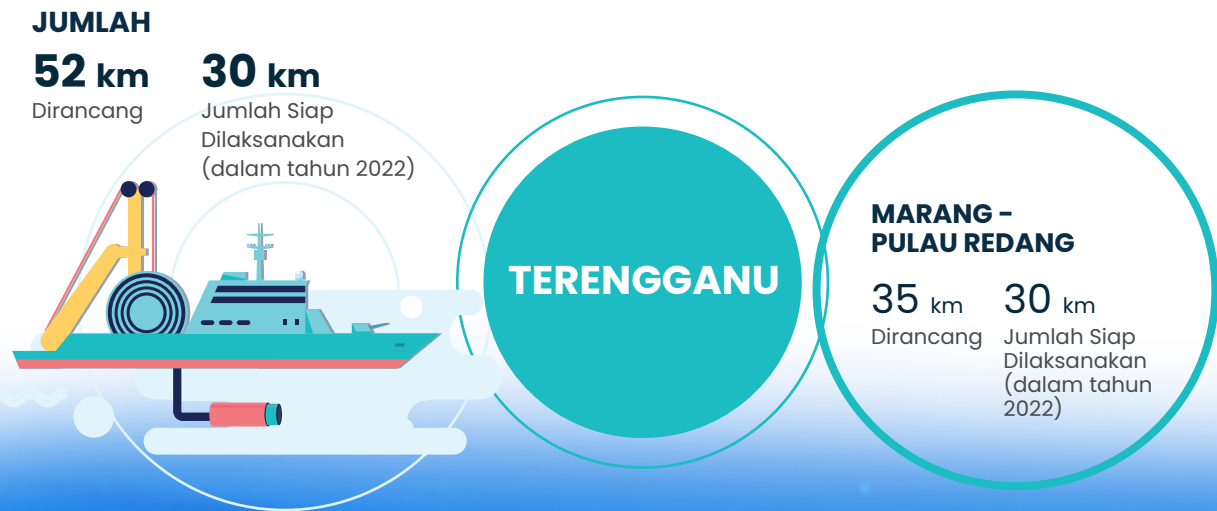 JUMLAH
52 km
Dirancang
30 km
Jumlah Siap
Dilaksanakan
(dalam tahun 2022)
TERENGGANU
MARANG –
PULAU REDANG
35 km
Dirancang
30 km
Jumlah Siap
Dilaksanakan
(dalam tahun
2022)